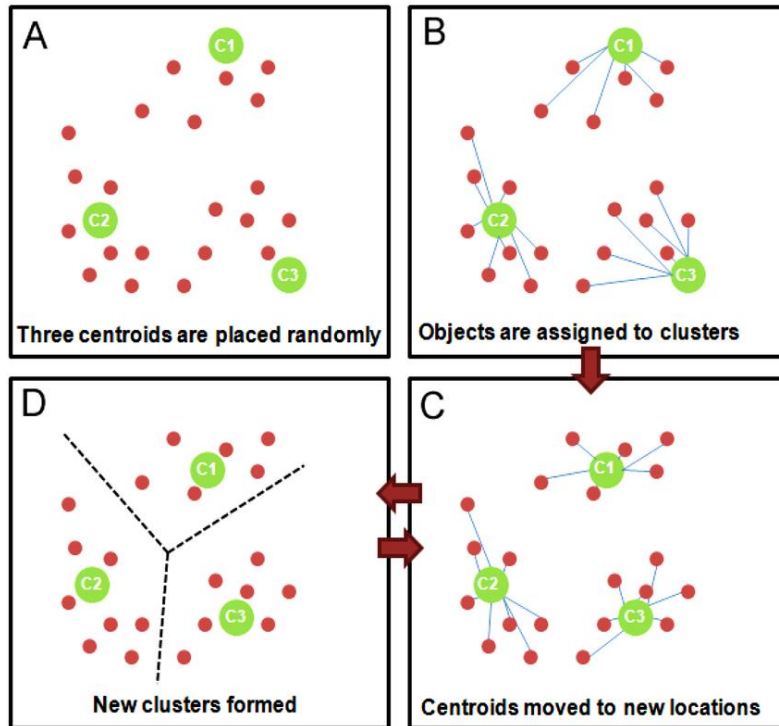 A
C1
C2
C3
Three centroids are placed randomly
B
C1
C2
C3
Objects are assigned to clusters
D
C1
C2
C3
New clusters formed
C
C1
C2
C3
Centroids moved to new locations